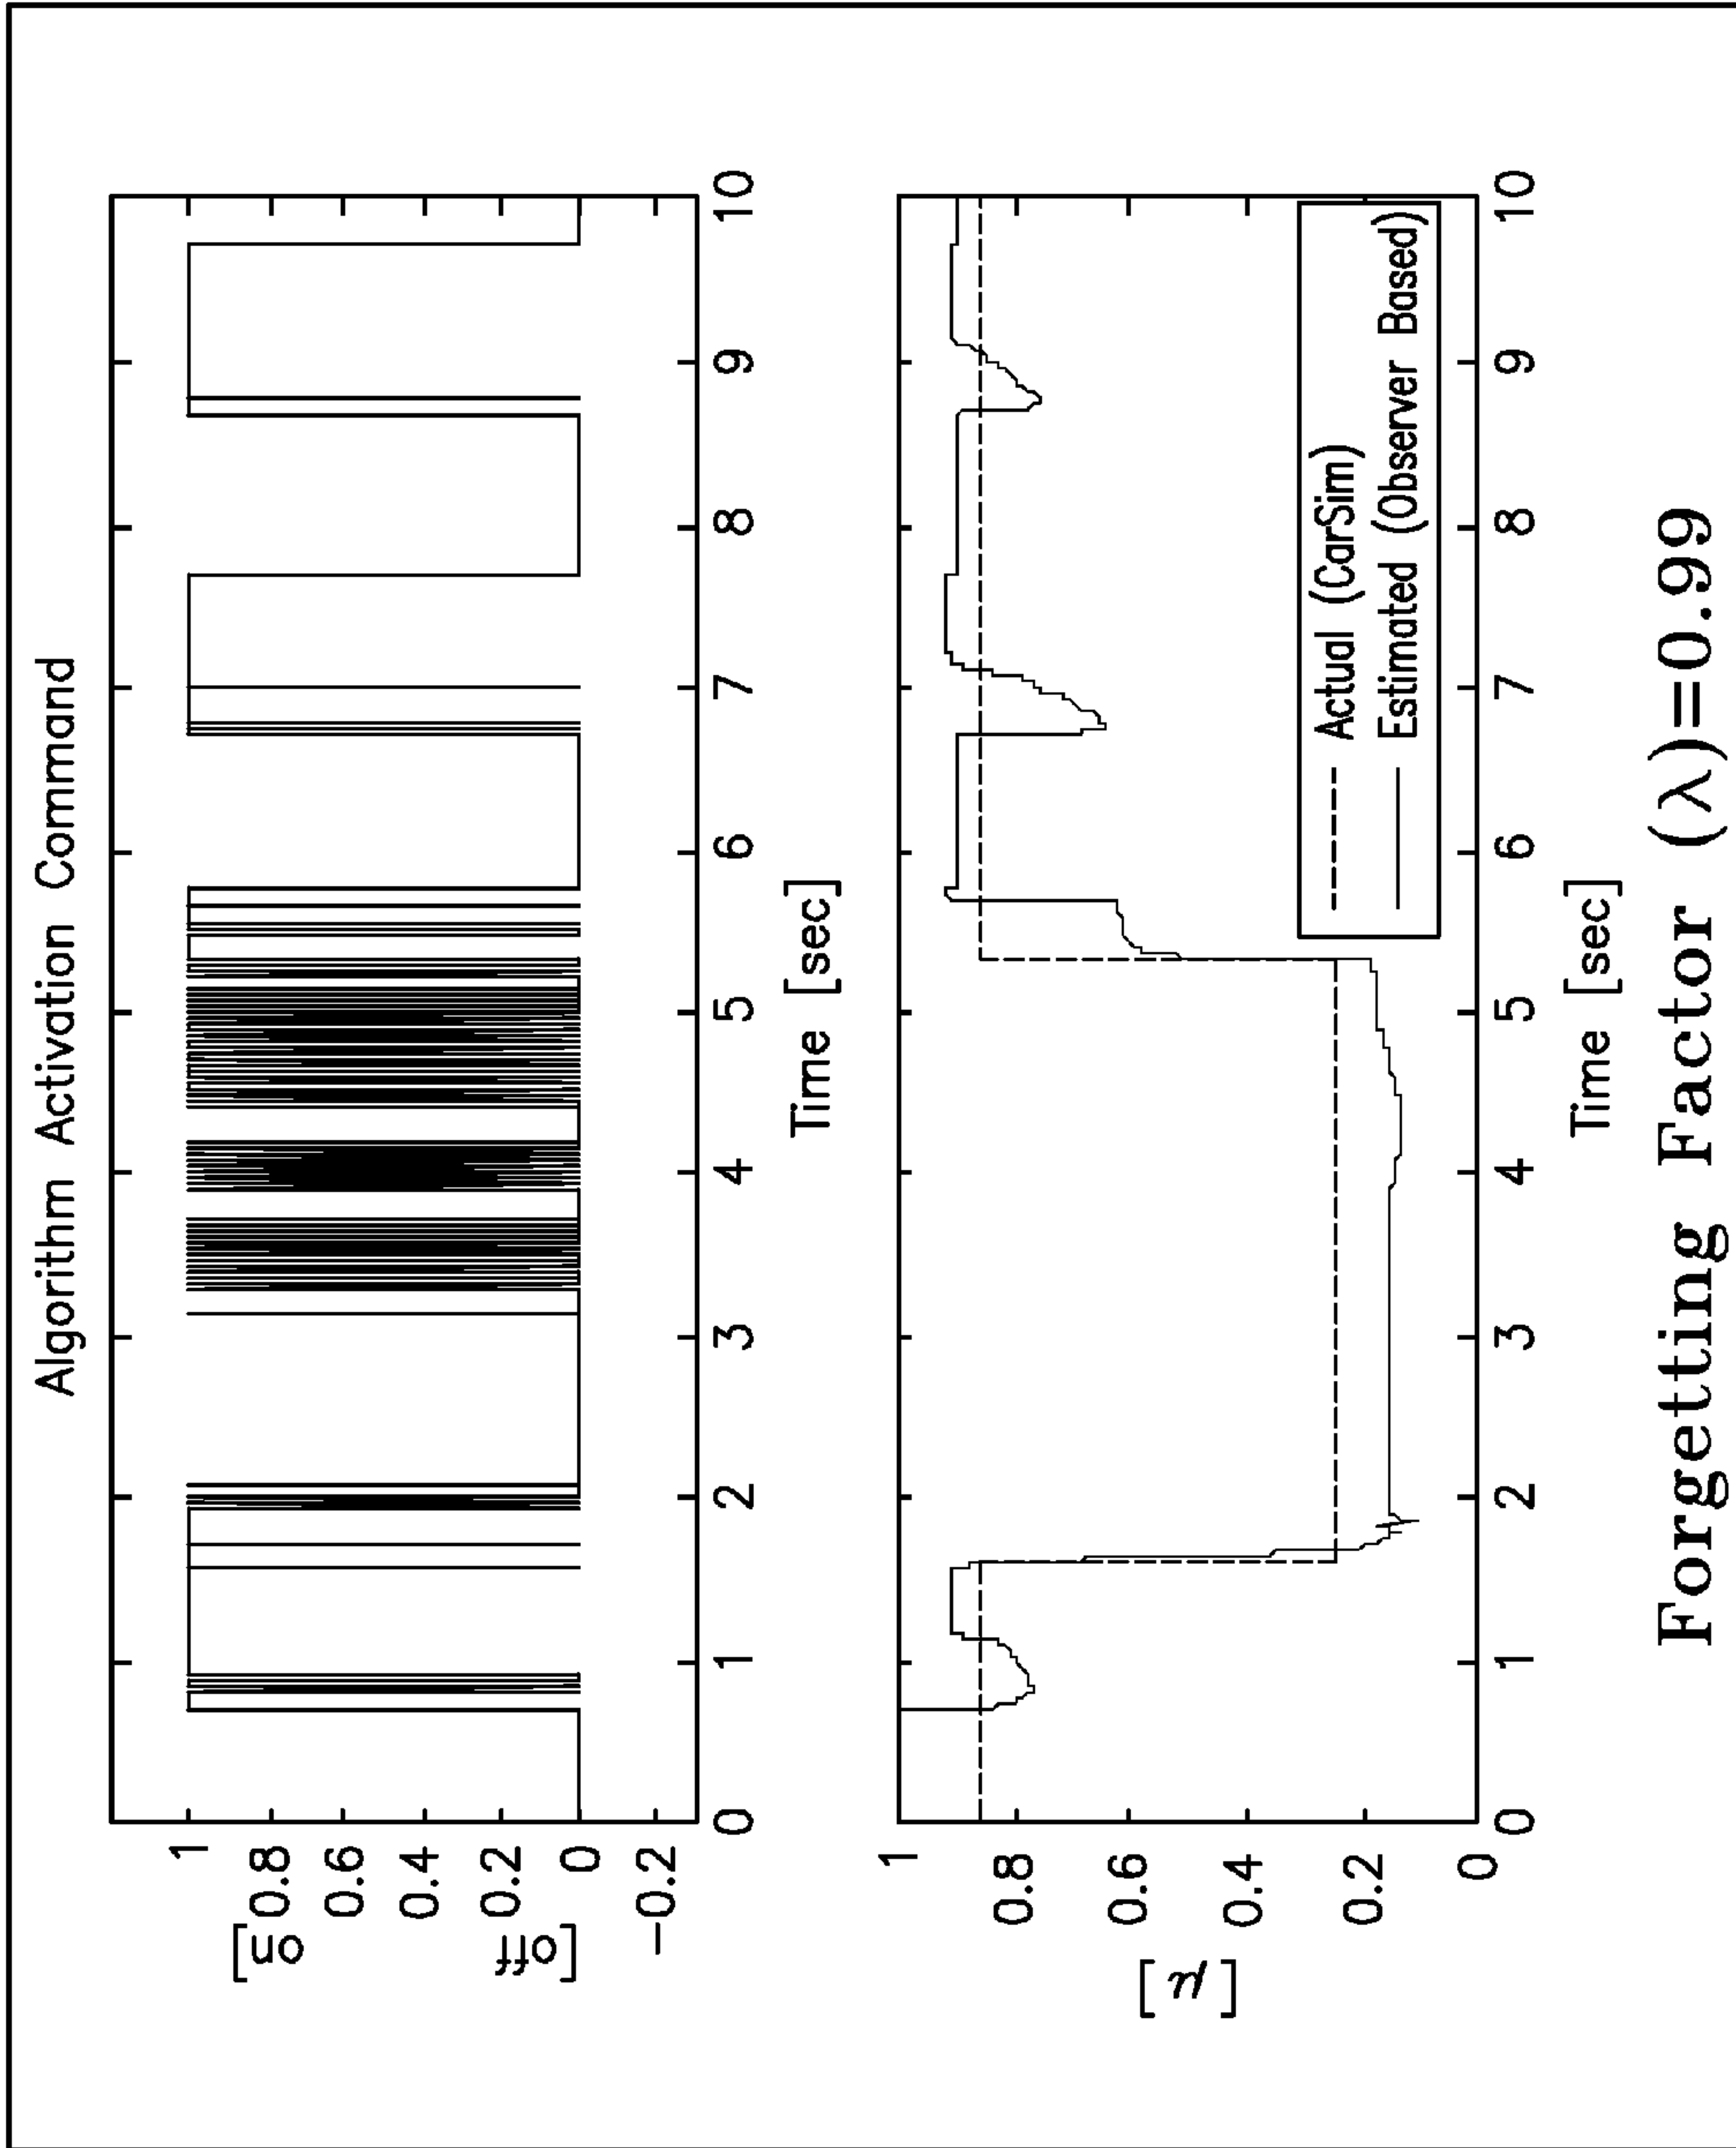 Algorithm Activation Command
[off on]
1
0.8
0.6
0.4
0.2
0
-0.2
0 1 2 3 4 5 6 7 8 9 10
Time [sec]
[μ]
1
0.8
0.6
0.4
0.2
0
Actual (CarSim)
Estimated (Observer Based)
0 1 2 3 4 5 6 7 8 9 10
Time [sec]
Forgetting Factor (λ)=0.99